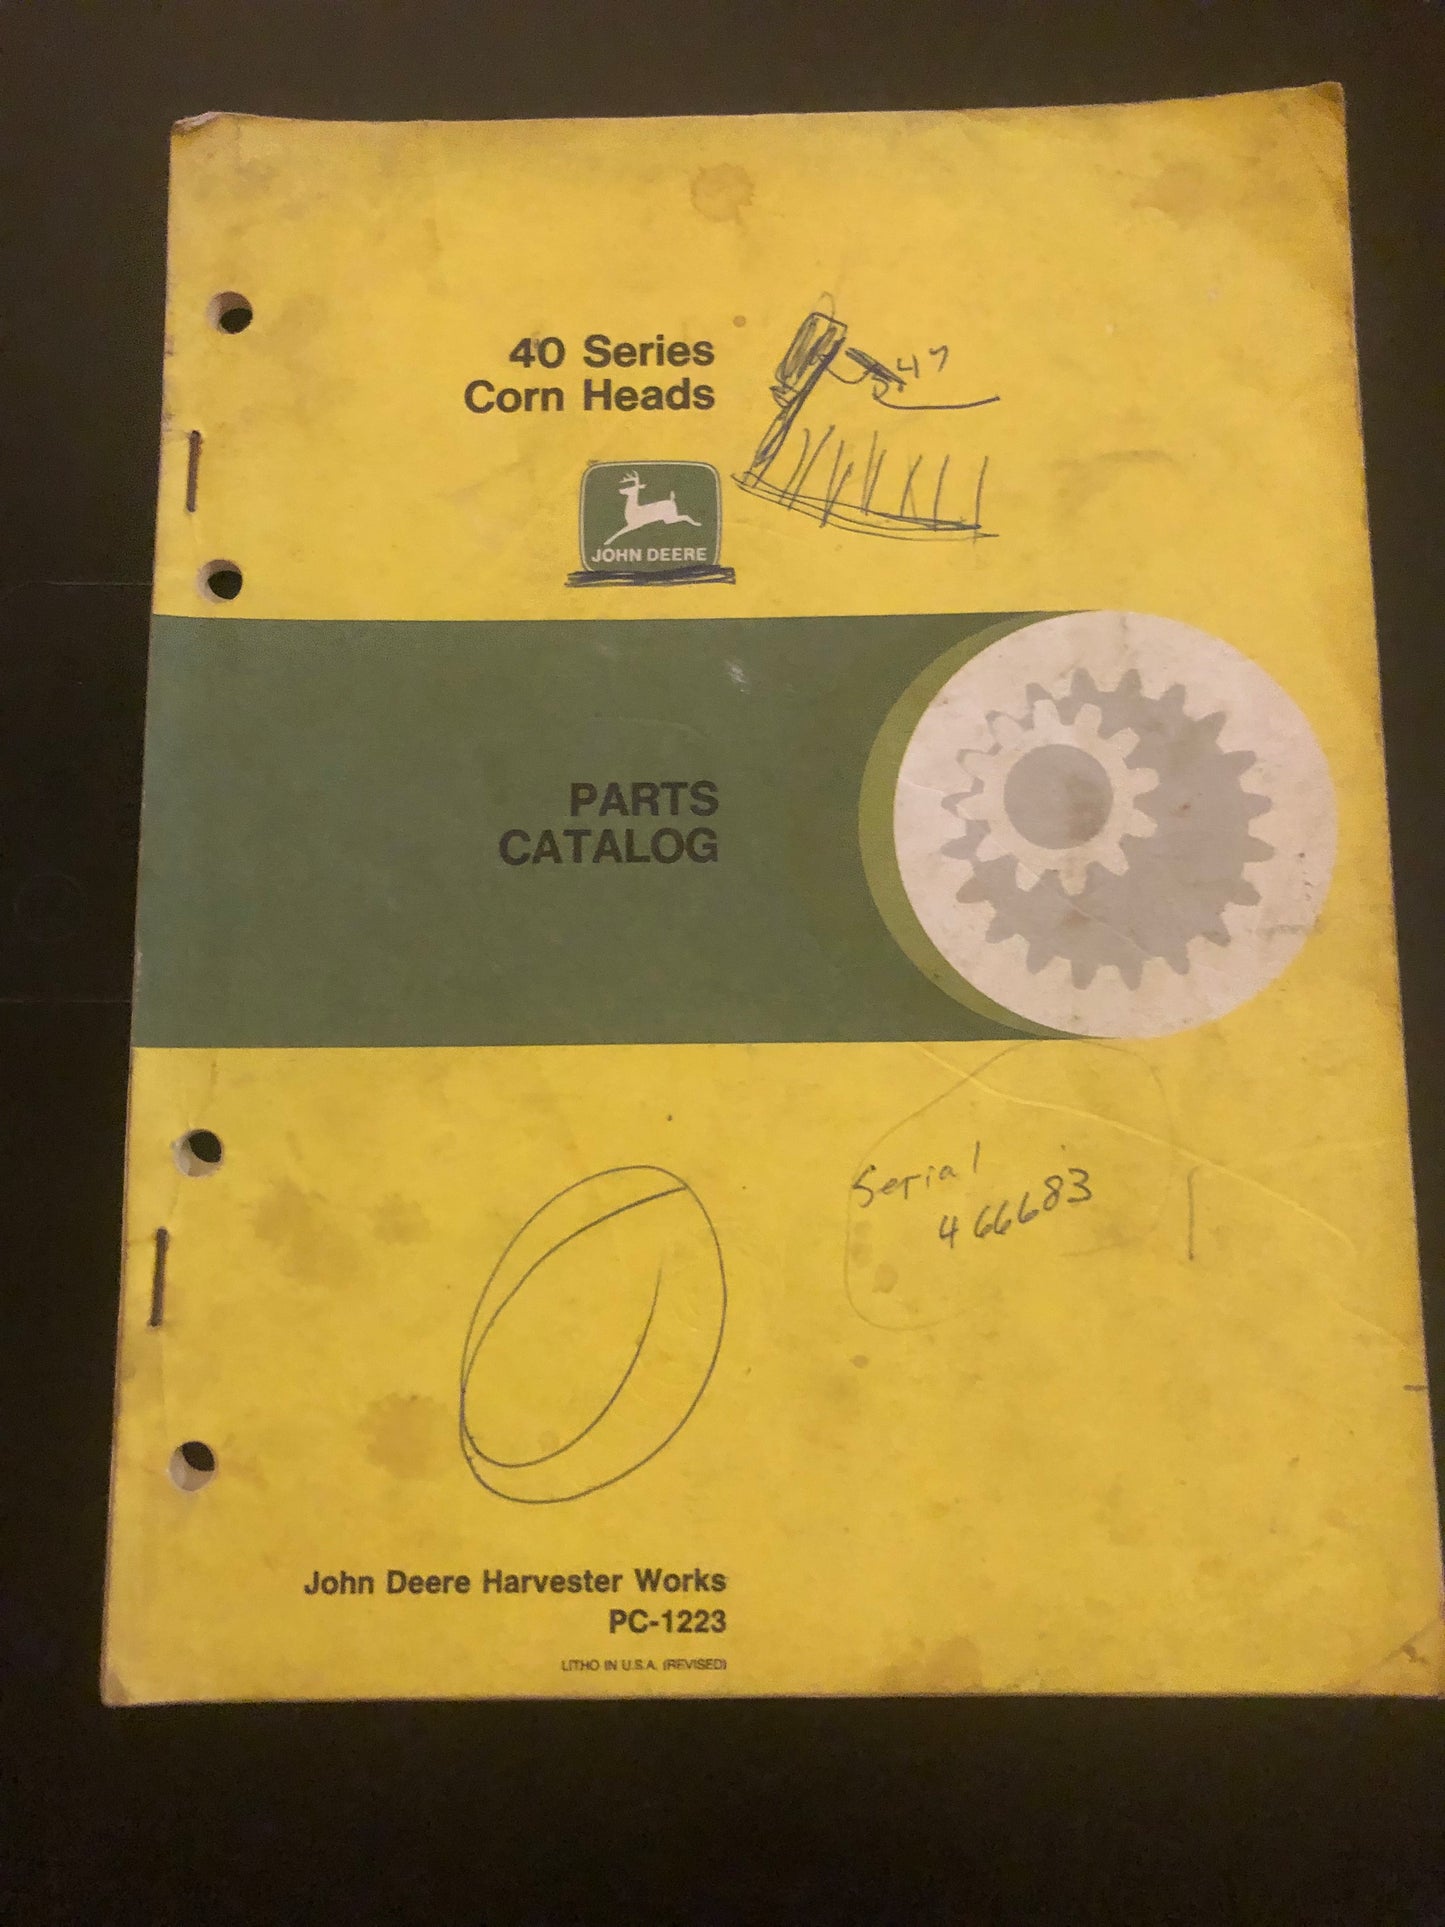 40 Series
Corn Heads
47
JOHN DEERE
PARTS
CATALOG
Serial
466683
John Deere Harvester Works
PC-1223
LITHO IN U.S.A. (REVISED)